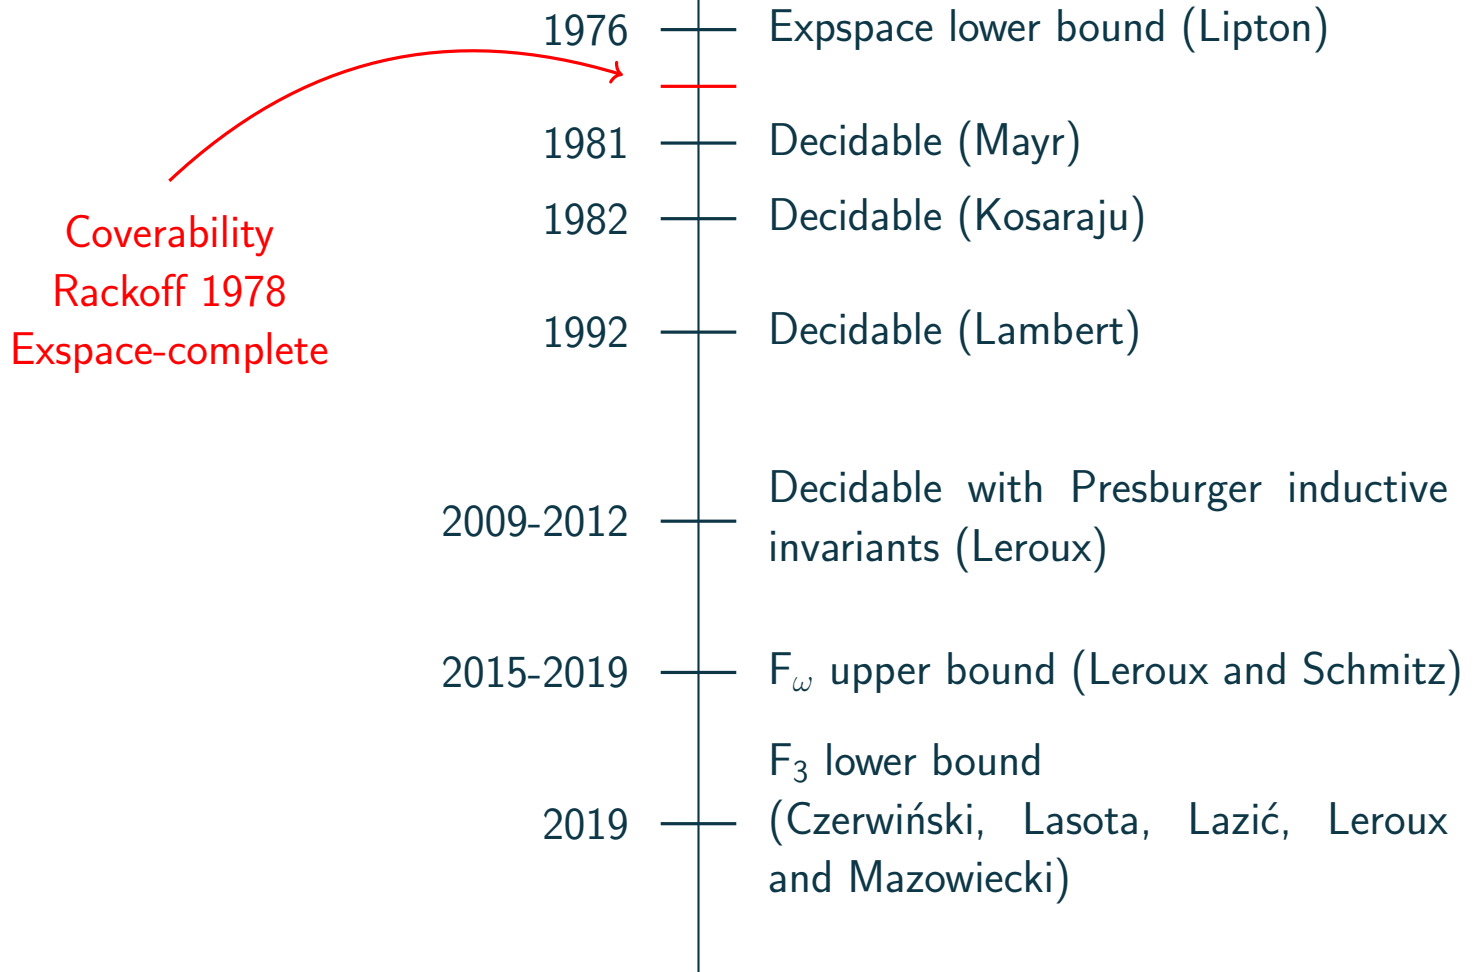 1976 Expspace lower bound (Lipton)
1981 Decidable (Mayr)
1982 Decidable (Kosaraju)
Coverability
Rackoff 1978
Exspace-complete
1992 Decidable (Lambert)
2009-2012 Decidable with Presburger inductive
invariants (Leroux)
2015-2019 F_ω upper bound (Leroux and Schmitz)
F₃ lower bound
2019 (Czerwiński, Lasota, Lazić, Leroux
and Mazowiecki)